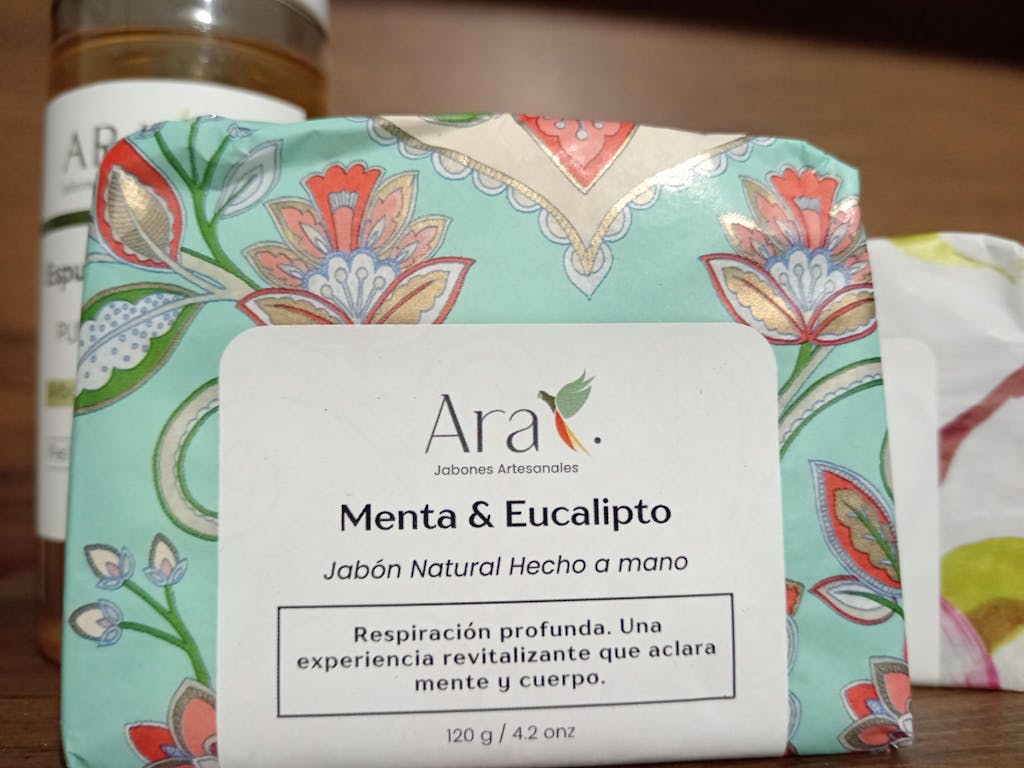 Ara.
Jabones Artesanales
Menta & Eucalipto
Jabón Natural Hecho a mano
Respiración profunda. Una
experiencia revitalizante que aclara
mente y cuerpo.
120 g / 4.2 onz